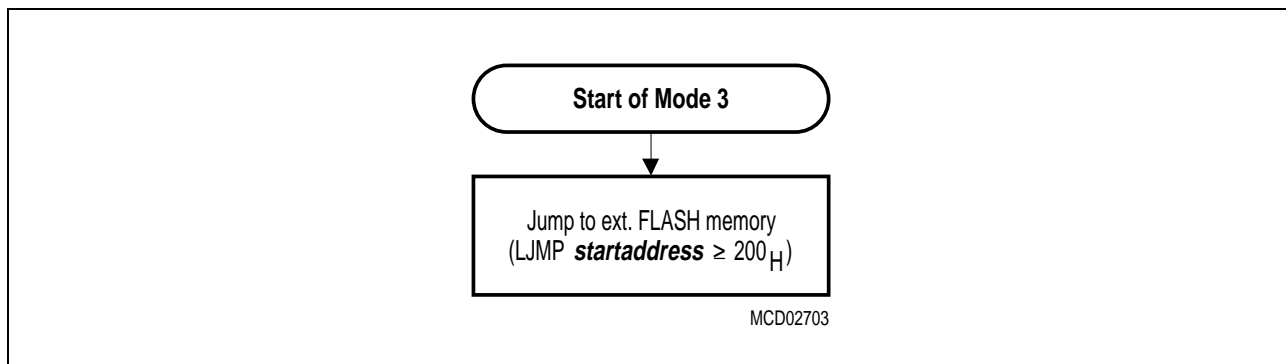 Start of Mode 3
Jump to ext. FLASH memory
(LJMP startaddress ≥ 200H)
MCD02703